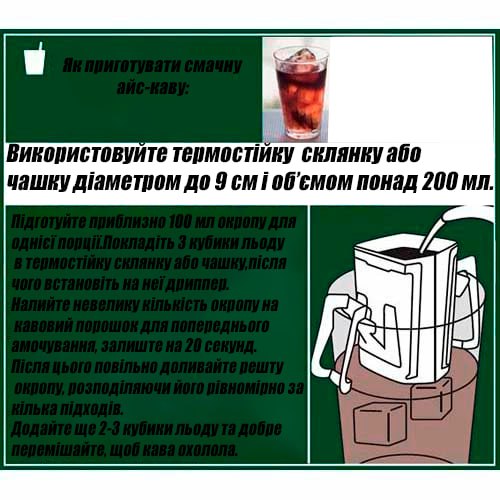 Як приготувати смачну
айс-каву:
Використовуйте термостійку склянку або
чашку діаметром до 9 см і об'ємом понад 200 мл.
Підготуйте приблизно 100 мл окропу для
однієї порції.Покладіть 3 кубики льоду
в термостійку склянку або чашку,після
чого встановіть на неї дриппер.
Налийте невелику кількість окропу на
кавовий порошок для попереднього
амочування, залиште на 20 секунд.
Після цього повільно доливайте решту
окропу, розподіляючи його рівномірно за
кілька підходів.
Додайте ще 2-3 кубики льоду та добре
перемішайте, щоб кава охолола.